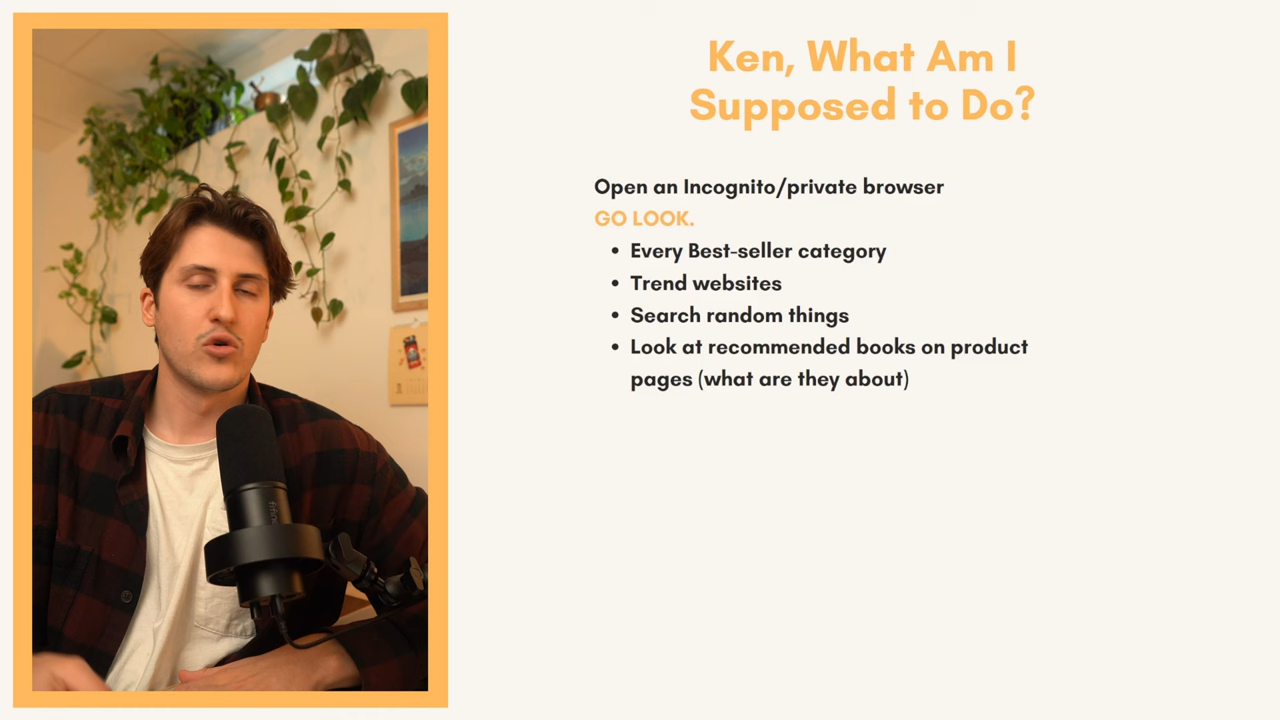 Ken, What Am I
Supposed to Do?
Open an Incognito/private browser
GO LOOK.
• Every Best-seller category
• Trend websites
• Search random things
• Look at recommended books on product
pages (what are they about)